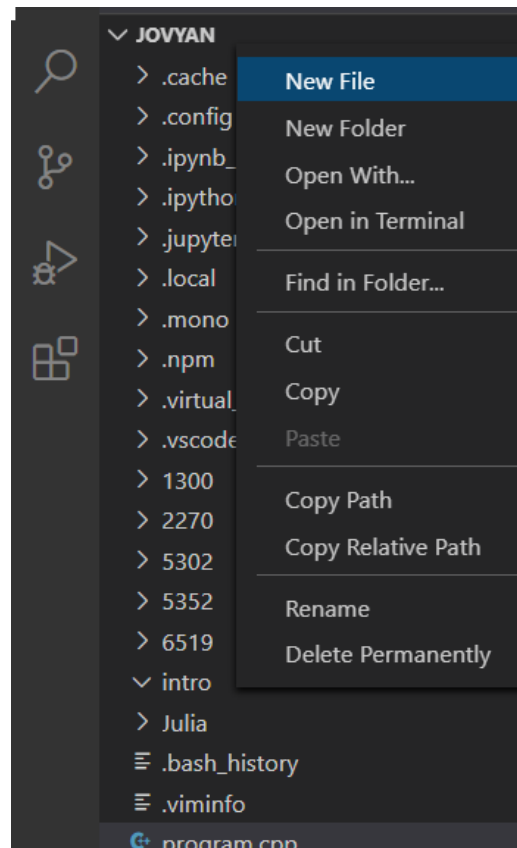 JOVYAN
.cache
.config
.ipynb_
.ipytho
.jupyte
.local
.mono
.npm
.virtual_
.vscode
1300
2270
5302
5352
6519
intro
Julia
.bash_history
.viminfo
program.cpp
New File
New Folder
Open With...
Open in Terminal
Find in Folder...
Cut
Copy
Paste
Copy Path
Copy Relative Path
Rename
Delete Permanently